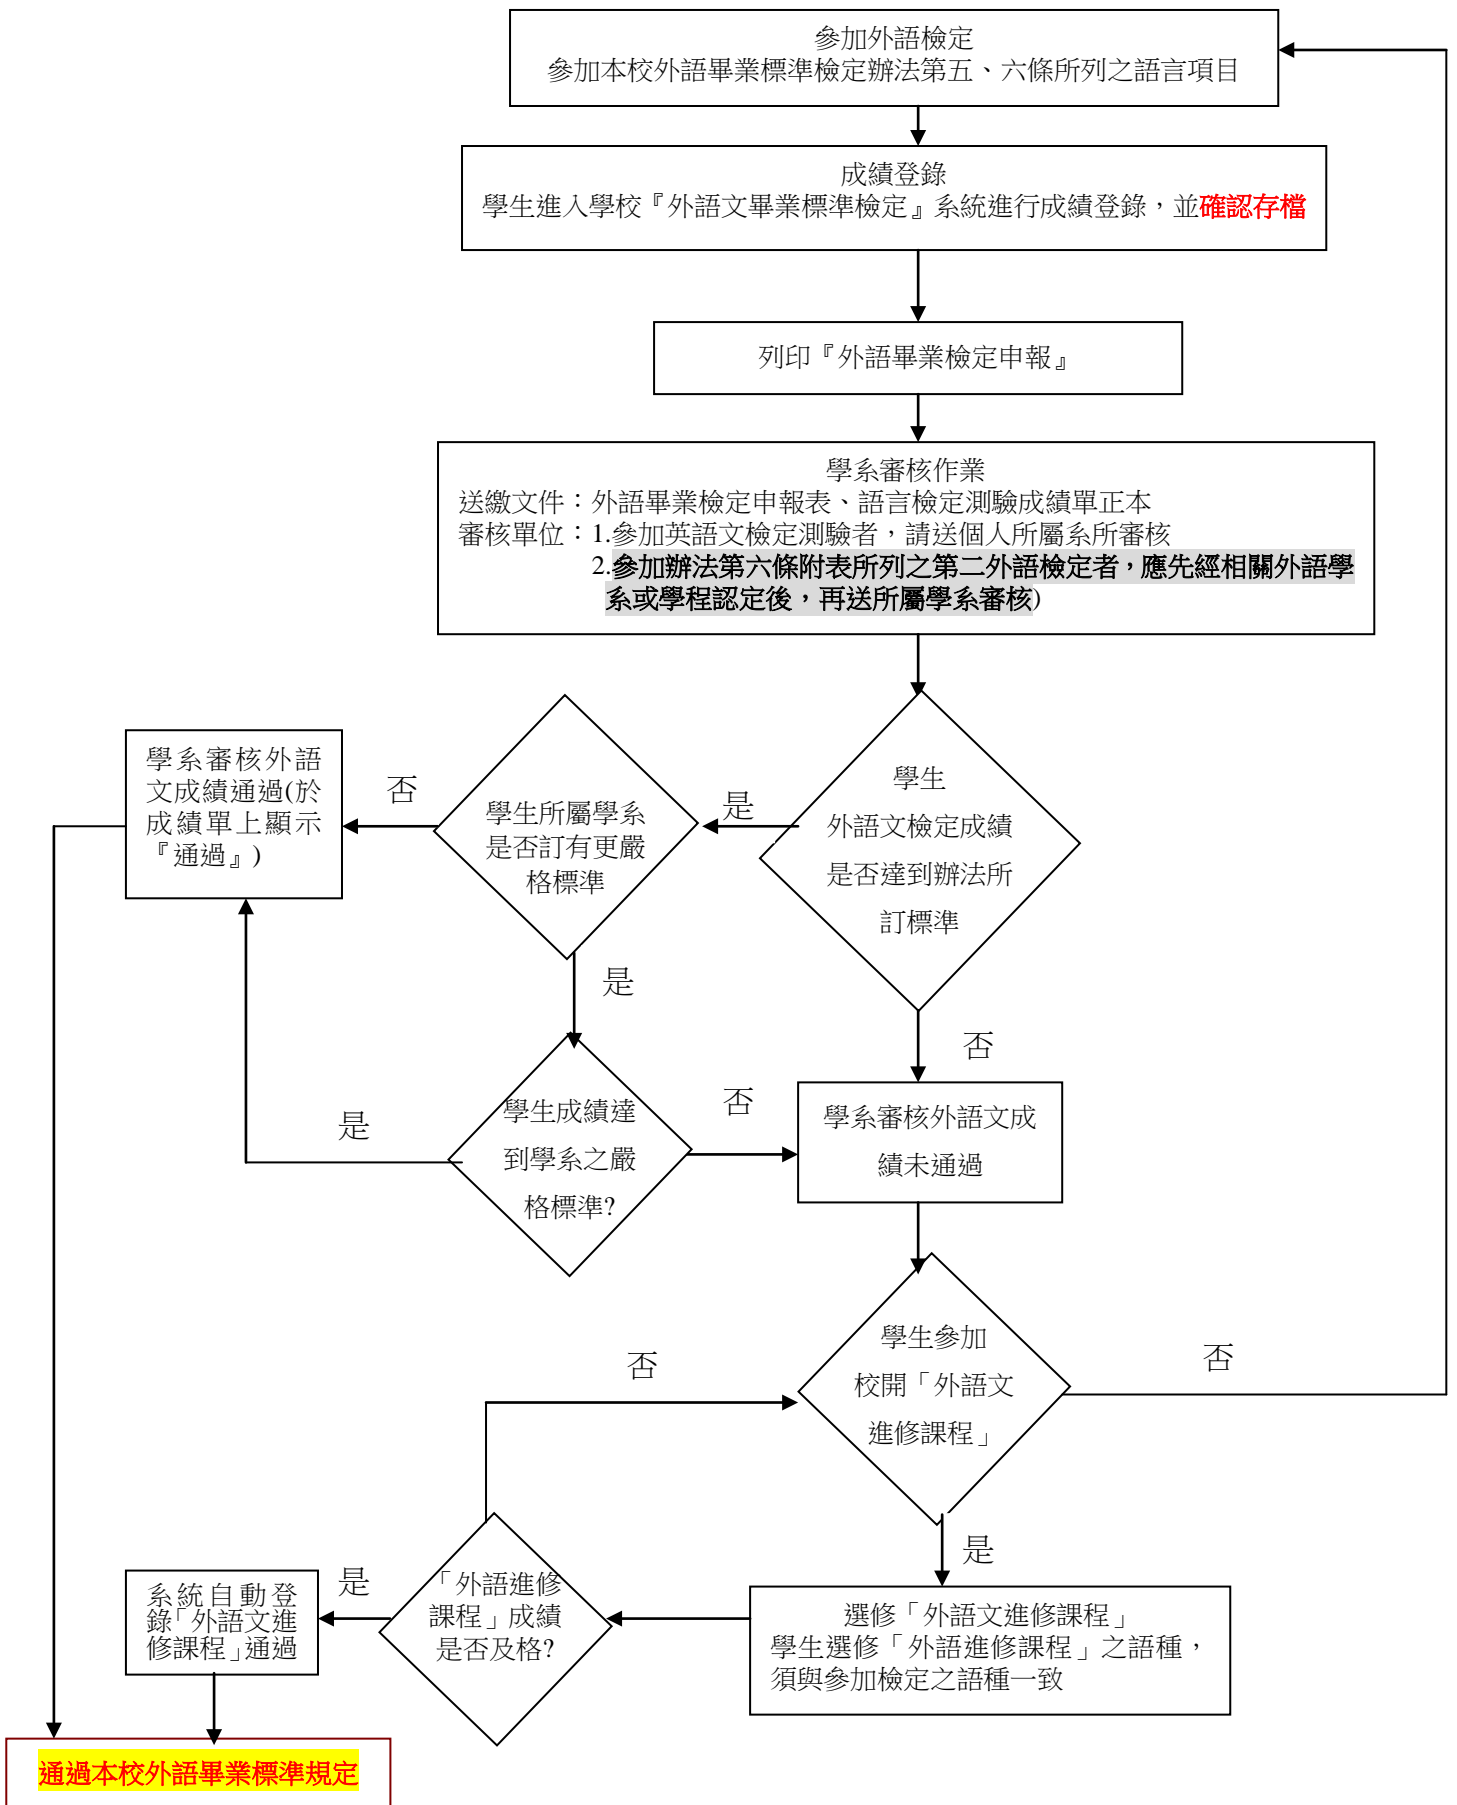 參加外語檢定
參加本校外語畢業標準檢定辦法第五、六條所列之語言項目
成績登錄
學生進入學校『外語文畢業標準檢定』系統進行成績登錄，並確認存檔
列印『外語畢業檢定申報』
學系審核作業
送繳文件：外語畢業檢定申報表、語言檢定測驗成績單正本
審核單位：1.參加英語文檢定測驗者，請送個人所屬系所審核
2.參加辦法第六條附表所列之第二外語檢定者，應先經相關外語學
系或學程認定後，再送所屬學系審核)
學生
外語文檢定成績
是否達到辦法所
訂標準
是
學生所屬學系
是否訂有更嚴
格標準
否
學系審核外語
文成績通過(於
成績單上顯示
『通過』)
是
否
學生成績達
到學系之嚴
格標準?
是
否
學系審核外語文成
績未通過
學生參加
校開「外語文
進修課程」
否
否
是
選修「外語文進修課程」
學生選修「外語進修課程」之語種，
須與參加檢定之語種一致
「外語進修
課程」成績
是否及格?
是
系統自動登
錄「外語文進
修課程」通過
通過本校外語畢業標準規定